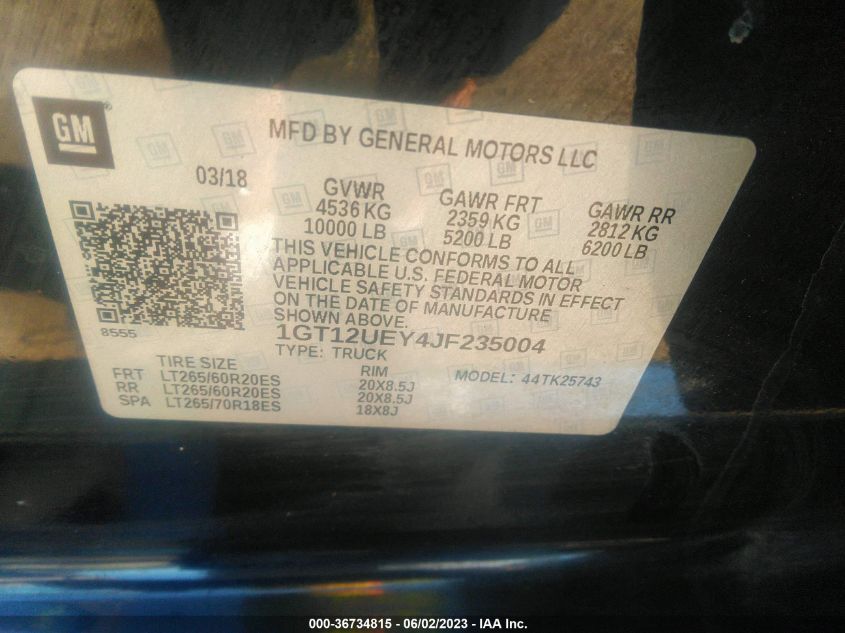 GM
MFD BY GENERAL MOTORS LLC
03/18
GVWR
4536 KG
10000 LB
GAWR FRT
2359 KG
5200 LB
GAWR RR
2812 KG
6200 LB
THIS VEHICLE CONFORMS TO ALL
APPLICABLE U.S. FEDERAL MOTOR
VEHICLE SAFETY STANDARDS IN EFFECT
ON THE DATE OF MANUFACTURE
SHOWN ABOVE.
8555
1GT12UEY4JF235004
TYPE: TRUCK
TIRE SIZE RIM
FRT LT265/60R20ES 20X8.5J
RR LT265/60R20ES 20X8.5J
SPA LT265/70R18ES 18X8J
MODEL: 44TK25743
000-36734815 - 06/02/2023 - IAA Inc.